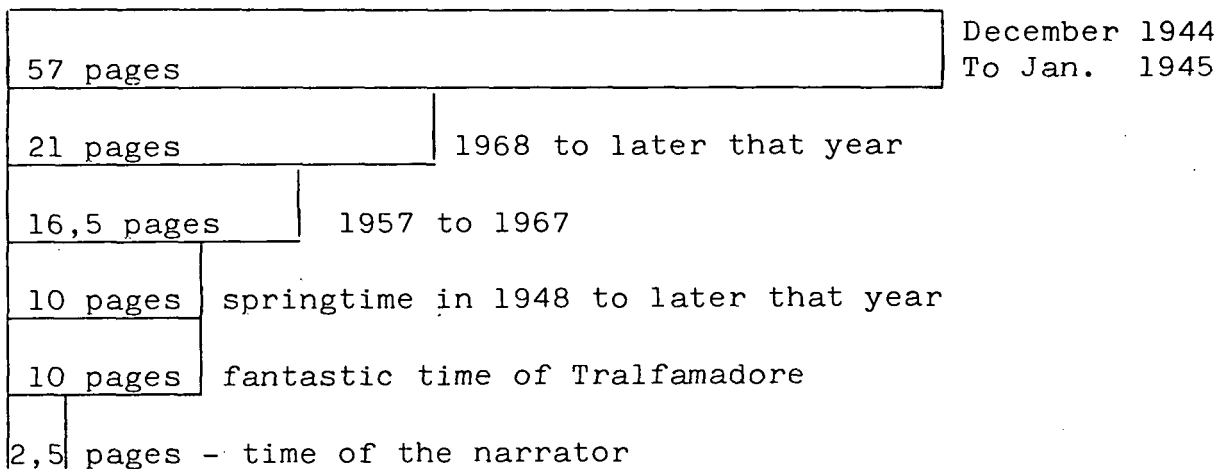 December 1944
57 pages To Jan. 1945
21 pages 1968 to later that year
16,5 pages 1957 to 1967
10 pages springtime in 1948 to later that year
10 pages fantastic time of Tralfamadore
2,5 pages - time of the narrator